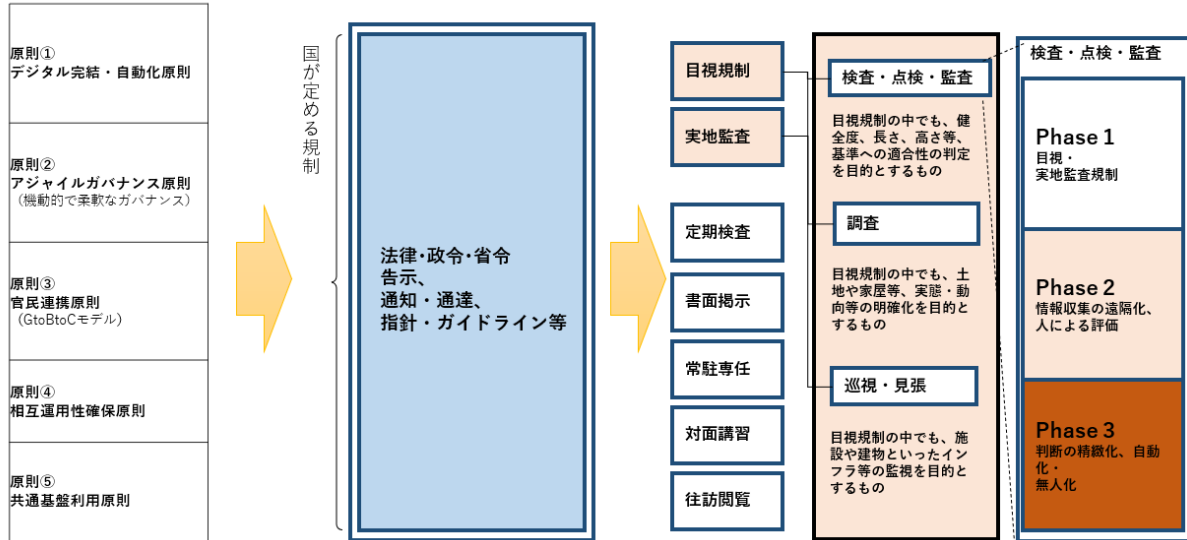 原則①
デジタル完結・自動化原則
原則②
アジャイルガバナンス原則
（機動的で柔軟なガバナンス）
原則③
官民連携原則
（GtoBtoCモデル）
原則④
相互運用性確保原則
原則⑤
共通基盤利用原則
国が定める規制
法律･政令･省令
告示、
通知・通達、
指針・ガイドライン等
目視規制
実地監査
定期検査
書面掲示
常駐専任
対面講習
往訪閲覧
検査・点検・監査
目視規制の中でも、健
全度、長さ、高さ等、
基準への適合性の判定
を目的とするもの
調査
目視規制の中でも、土
地や家屋等、実態・動
向等の明確化を目的と
するもの
巡視・見張
目視規制の中でも、施
設や建物といったイン
フラ等の監視を目的と
するもの
検査・点検・監査
Phase 1
目視・
実地監査規制
Phase 2
情報収集の遠隔化、
人による評価
Phase 3
判断の精緻化、自動
化・
無人化